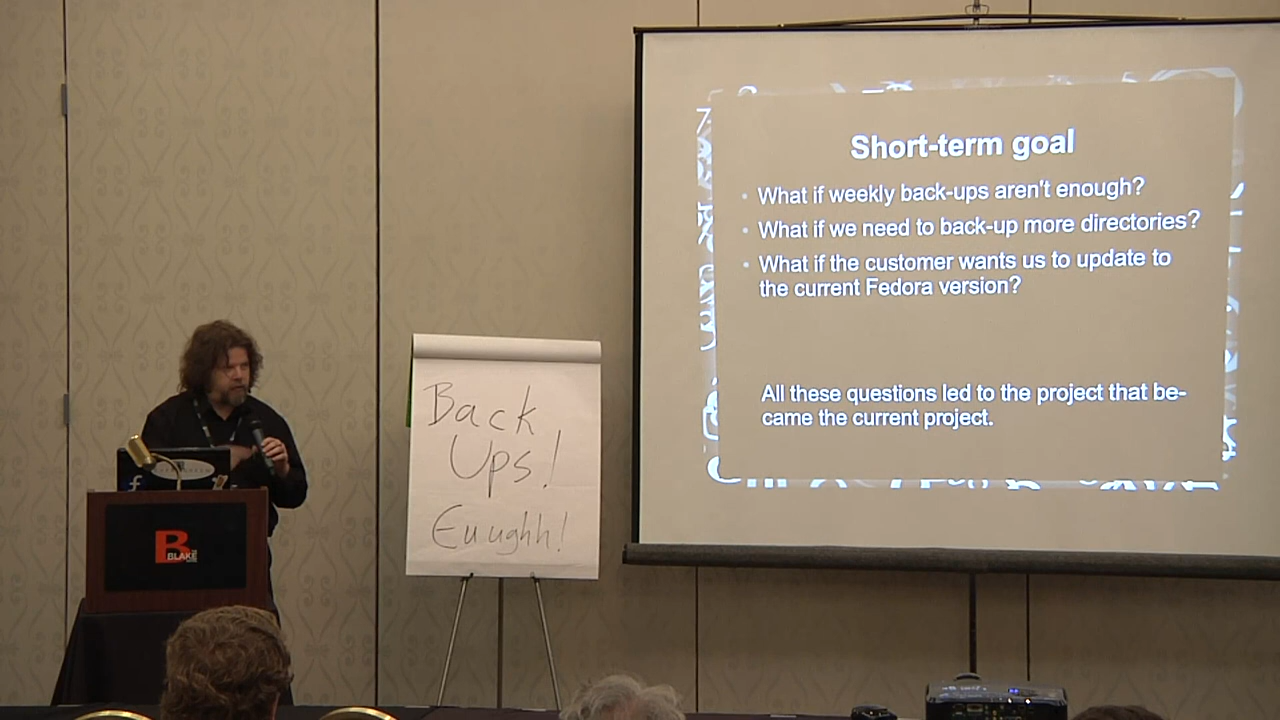 Short-term goal
• What if weekly back-ups aren't enough?
• What if we need to back-up more directories?
• What if the customer wants us to update to
the current Fedora version?
All these questions led to the project that be-
came the current project.
Back
Ups!
Euughh!
B
BLAKE
f